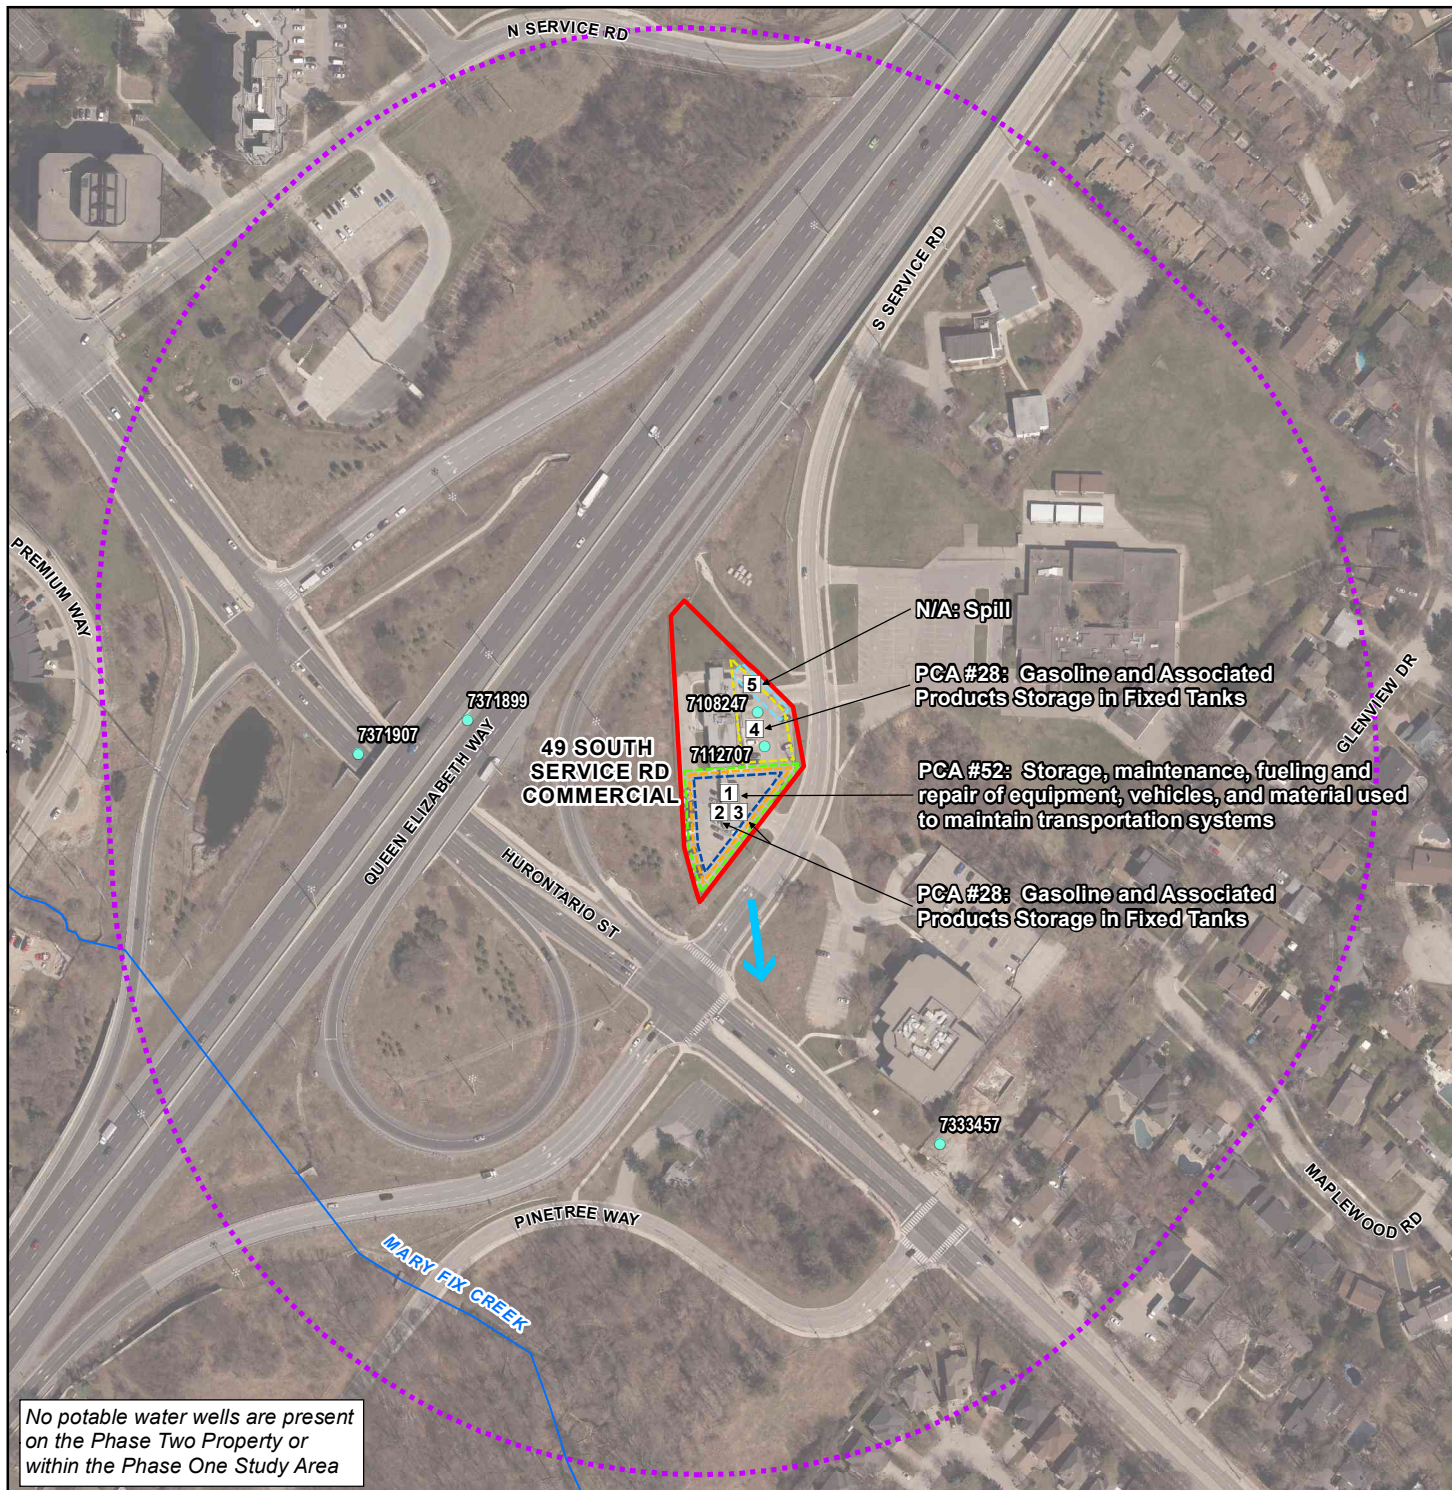 N SERVICE RD
S SERVICE RD
PREMIUM WAY
N/A: Spill
PCA #28: Gasoline and Associated
Products Storage in Fixed Tanks
5
7108247
4
7112707
7371899
7371907
49 SOUTH
SERVICE RD
COMMERCIAL
GLENVIEW DR
PCA #52: Storage, maintenance, fueling and
repair of equipment, vehicles, and material used
to maintain transportation systems
1
2 3
QUEEN ELIZABETH WAY
HURONTARIO ST
PCA #28: Gasoline and Associated
Products Storage in Fixed Tanks
7333457
MAPLEWOOD RD
PINETREE WAY
MARY FIX CREEK
No potable water wells are present
on the Phase Two Property or
within the Phase One Study Area